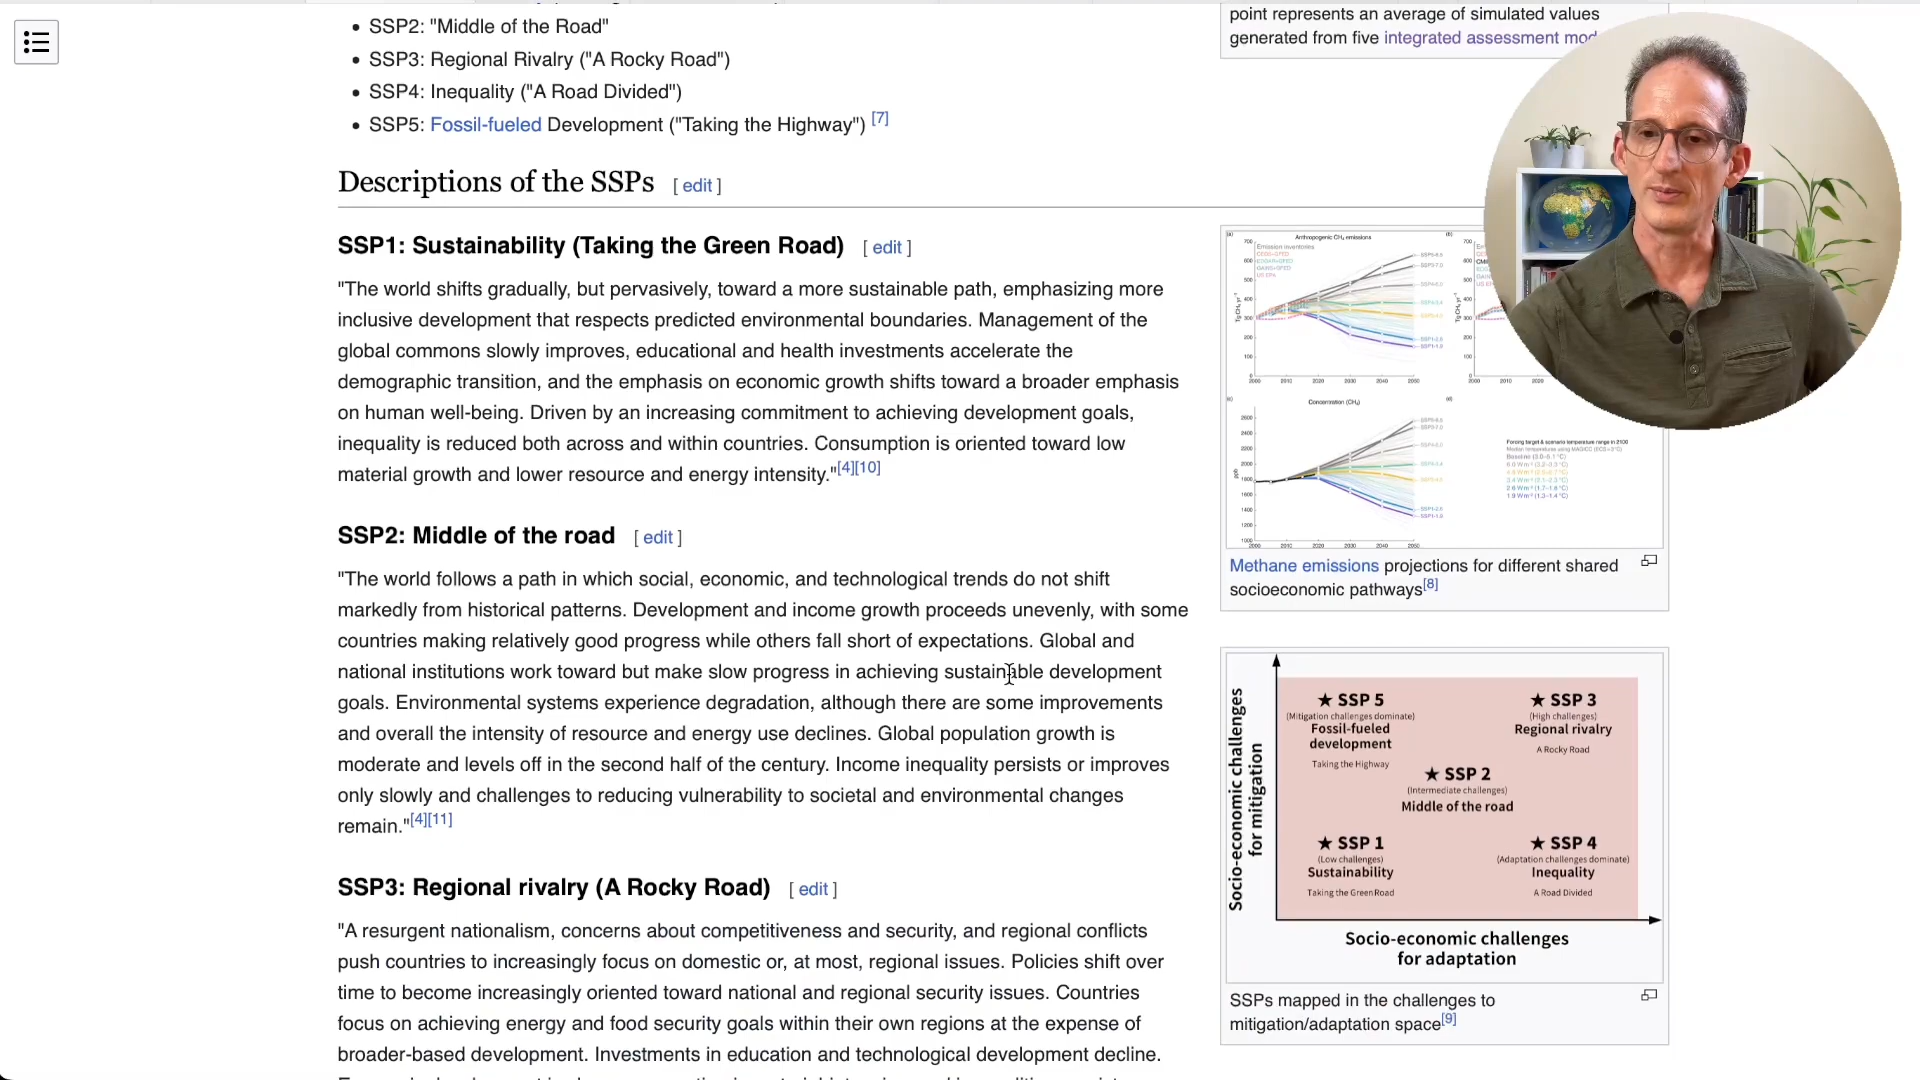 SSP2: "Middle of the Road"
SSP3: Regional Rivalry ("A Rocky Road")
SSP4: Inequality ("A Road Divided")
SSP5: Fossil-fueled Development ("Taking the Highway") [7]
Descriptions of the SSPs [ edit ]
SSP1: Sustainability (Taking the Green Road) [ edit ]
"The world shifts gradually, but pervasively, toward a more sustainable path, emphasizing more
inclusive development that respects predicted environmental boundaries. Management of the
global commons slowly improves, educational and health investments accelerate the
demographic transition, and the emphasis on economic growth shifts toward a broader emphasis
on human well-being. Driven by an increasing commitment to achieving development goals,
inequality is reduced both across and within countries. Consumption is oriented toward low
material growth and lower resource and energy intensity."[4][10]
SSP2: Middle of the road [ edit ]
"The world follows a path in which social, economic, and technological trends do not shift
markedly from historical patterns. Development and income growth proceeds unevenly, with some
countries making relatively good progress while others fall short of expectations. Global and
national institutions work toward but make slow progress in achieving sustainable development
goals. Environmental systems experience degradation, although there are some improvements
and overall the intensity of resource and energy use declines. Global population growth is
moderate and levels off in the second half of the century. Income inequality persists or improves
only slowly and challenges to reducing vulnerability to societal and environmental changes
remain."[4][11]
SSP3: Regional rivalry (A Rocky Road) [ edit ]
"A resurgent nationalism, concerns about competitiveness and security, and regional conflicts
push countries to increasingly focus on domestic or, at most, regional issues. Policies shift over
time to become increasingly oriented toward national and regional security issues. Countries
focus on achieving energy and food security goals within their own regions at the expense of
broader-based development. Investments in education and technological development decline.
point represents an average of simulated values
generated from five integrated assessment
Anthropogenic CH₄ emissions
Emission inventories
Concentration (CH₄)
Forcing target & scenario temperature range in 2100
Methane emissions projections for different shared
socioeconomic pathways[8]
Socio-economic challenges
for mitigation
★ SSP 5
(Mitigation challenges dominate)
Fossil-fueled
development
Taking the Highway
★ SSP 3
(High challenges)
Regional rivalry
A Rocky Road
★ SSP 2
(Intermediate challenges)
Middle of the road
★ SSP 1
(Low challenges)
Sustainability
Taking the Green Road
★ SSP 4
(Adaptation challenges dominate)
Inequality
A Road Divided
Socio-economic challenges
for adaptation
SSPs mapped in the challenges to
mitigation/adaptation space[9]